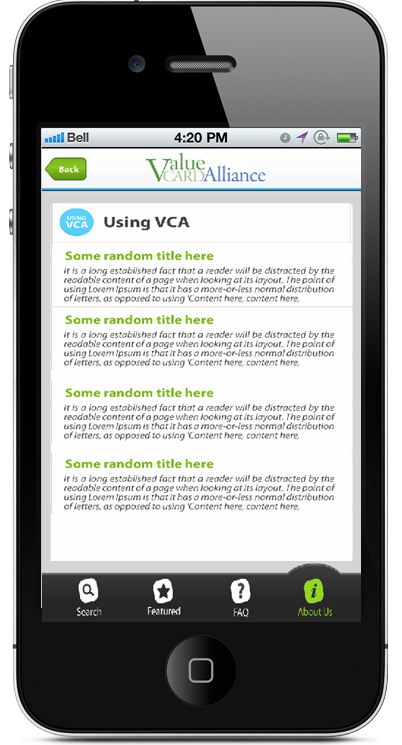 Bell 4:20 PM
Back
Value
CARD Alliance
USING
VCA
Using VCA
Some random title here
It is a long established fact that a reader will be distracted by the
readable content of a page when looking at its layout. The point of
using Lorem Ipsum is that it has a more-or-less normal distribution
of letters, as opposed to using 'Content here, content here,
Some random title here
It is a long established fact that a reader will be distracted by the
readable content of a page when looking at its layout. The point of
using Lorem Ipsum is that it has a more-or-less normal distribution
of letters, as opposed to using 'Content here, content here,
Some random title here
It is a long established fact that a reader will be distracted by the
readable content of a page when looking at its layout. The point of
using Lorem Ipsum is that it has a more-or-less normal distribution
of letters, as opposed to using 'Content here, content here,
Some random title here
It is a long established fact that a reader will be distracted by the
readable content of a page when looking at its layout. The point of
using Lorem Ipsum is that it has a more-or-less normal distribution
of letters, as opposed to using 'Content here, content here,
Search Featured FAQ About Us